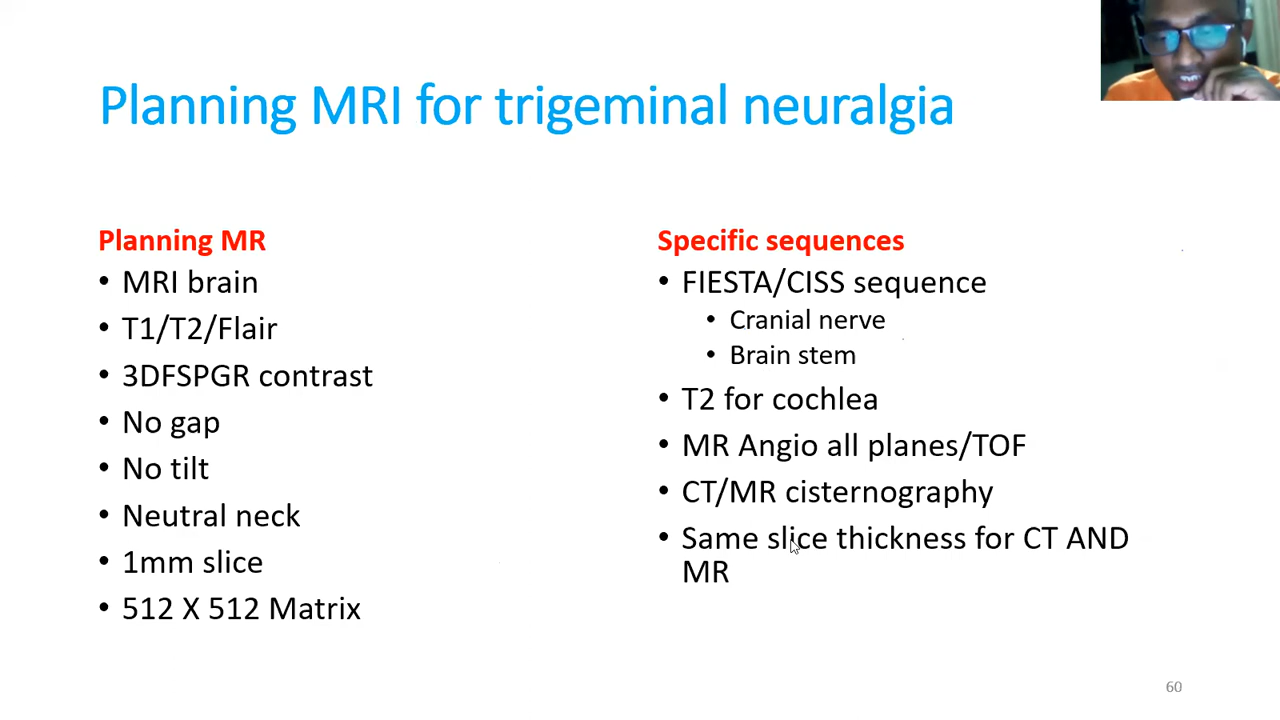 Planning MRI for trigeminal neuralgia
Planning MR
• MRI brain
• T1/T2/Flair
• 3DFSPGR contrast
• No gap
• No tilt
• Neutral neck
• 1mm slice
• 512 X 512 Matrix
Specific sequences
• FIESTA/CISS sequence
• Cranial nerve
• Brain stem
• T2 for cochlea
• MR Angio all planes/TOF
• CT/MR cisternography
• Same slice thickness for CT AND
MR
60